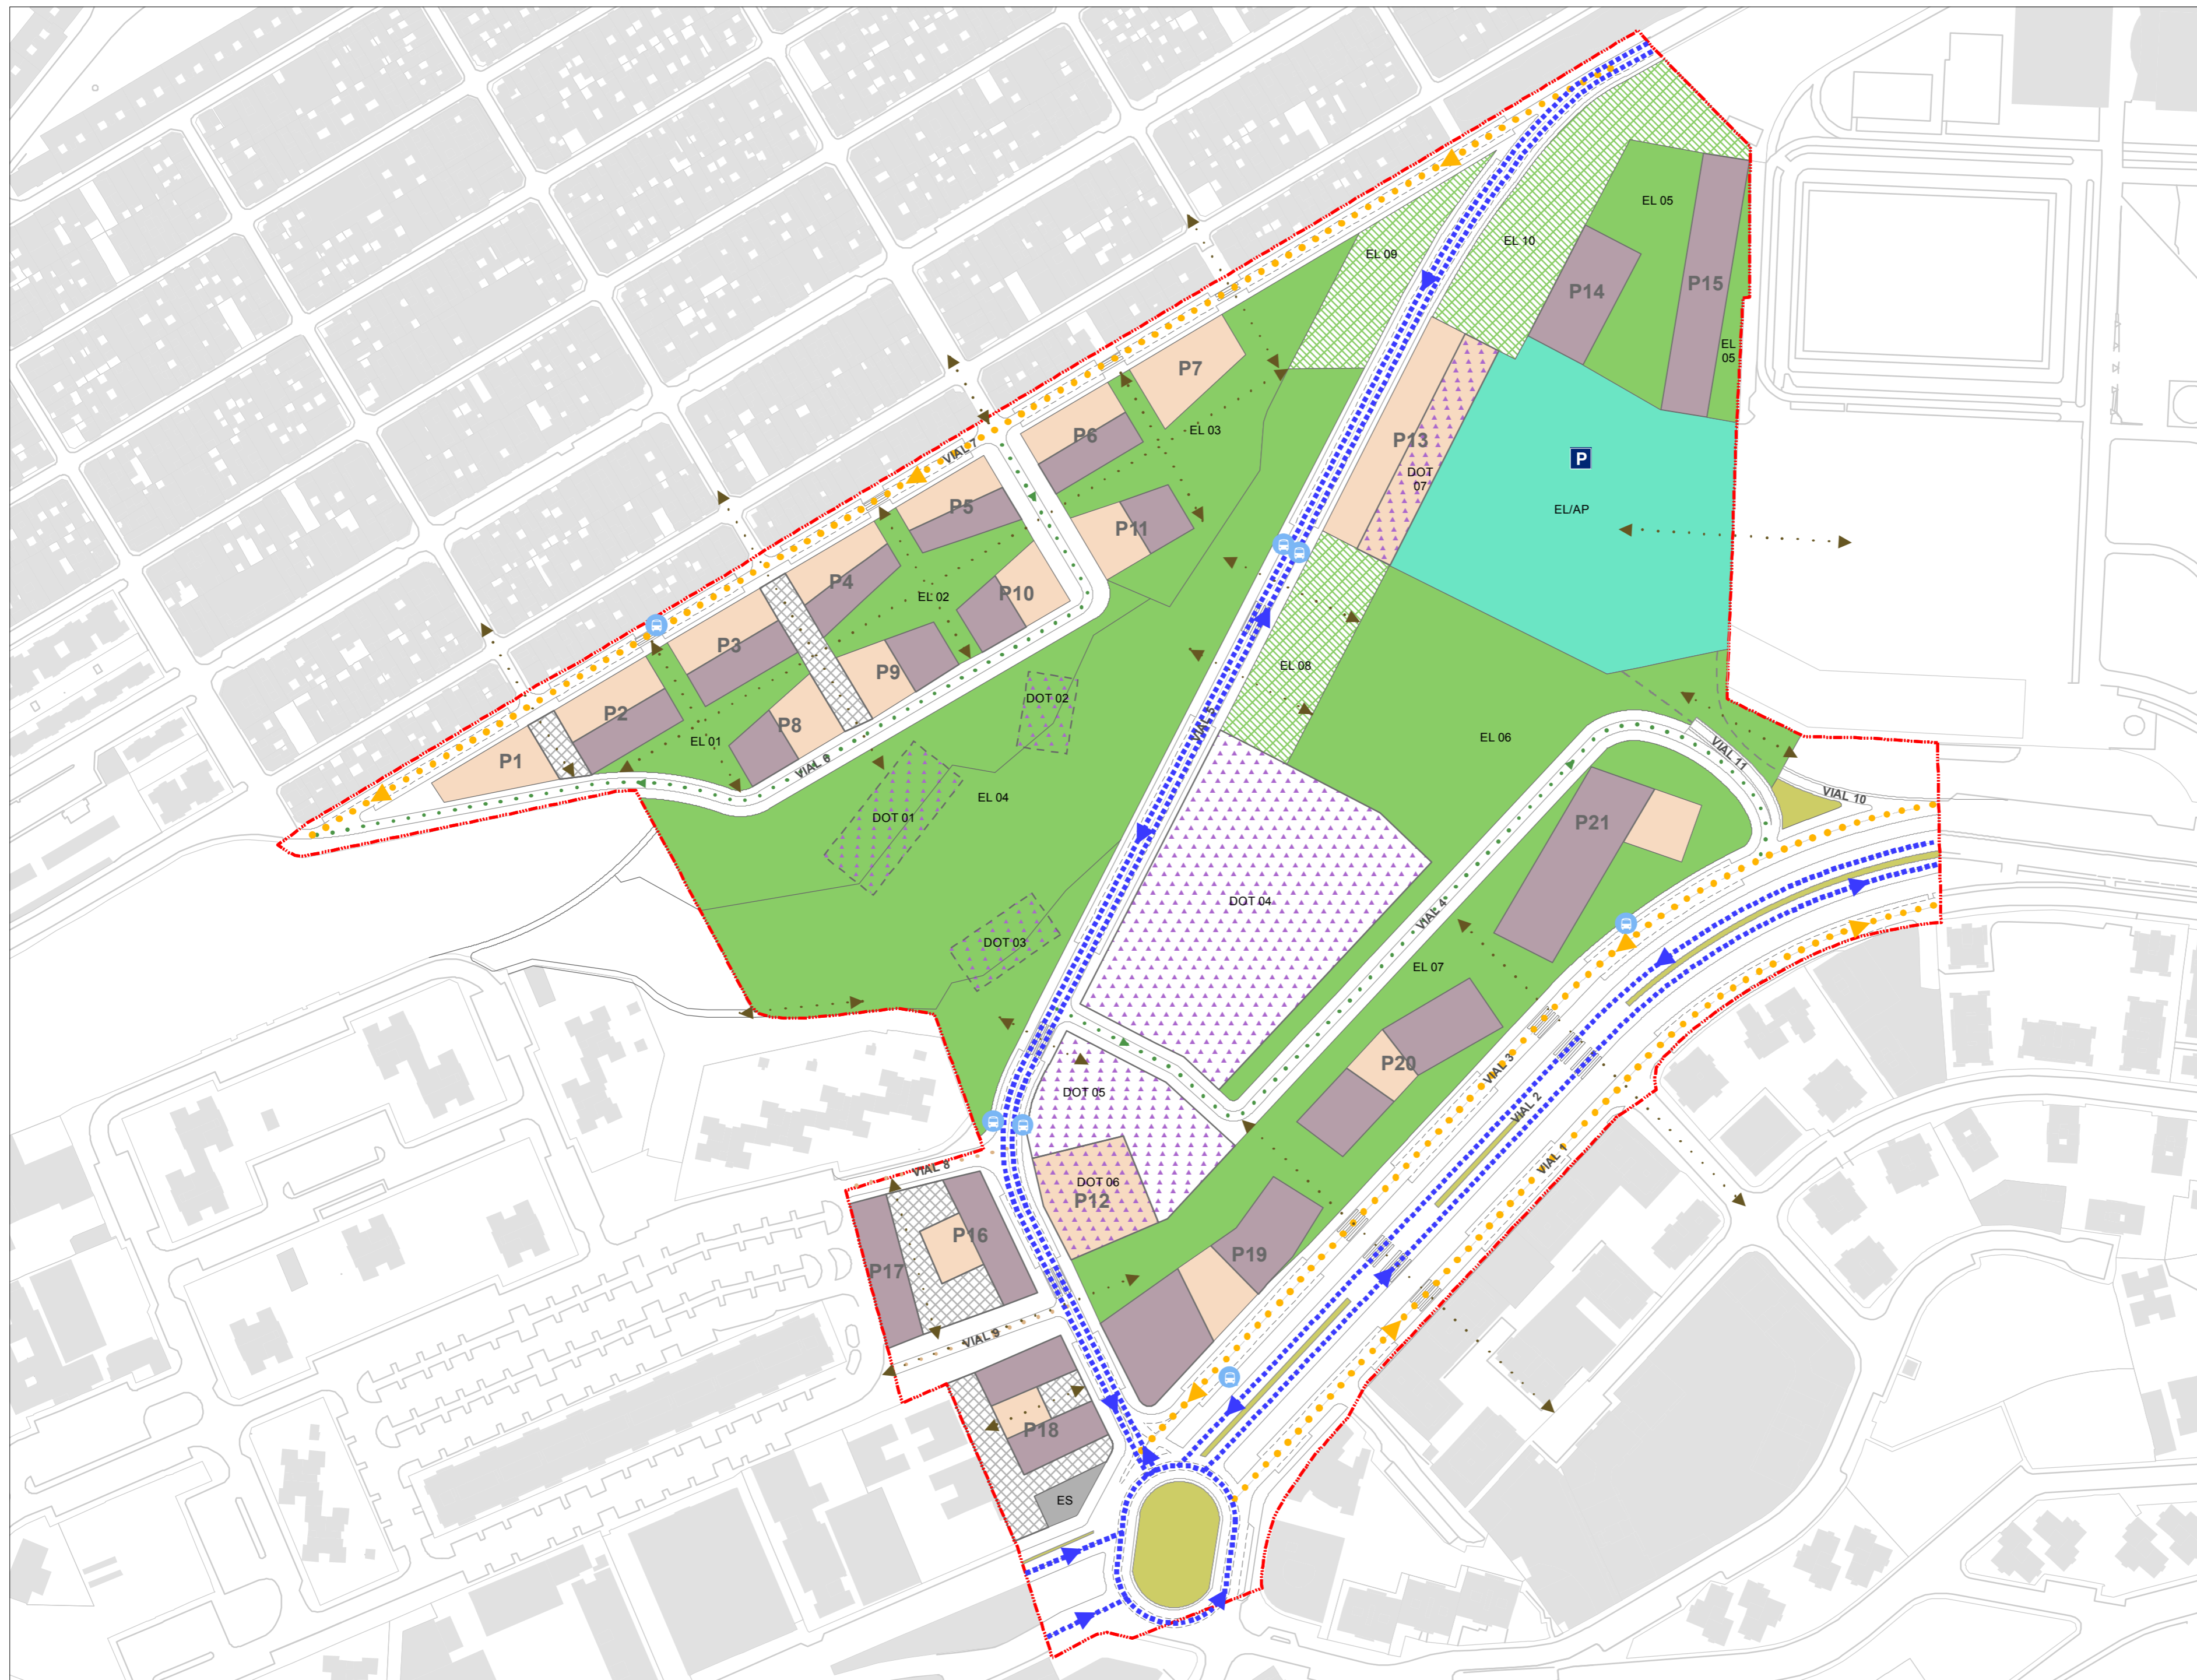 EL 05
EL 10
EL 09
P15
P14
EL
05
P7
EL 03
P6
P13
VIAL 7
P
DOT
07
P5
EL/AP
P11
P4
EL 02
P10
P3
EL 08
P9
DOT 02
P2
P8
VIAL 5
EL 06
EL 01
P1
VIAL 6
VIAL 11
EL 04
VIAL 10
DOT 01
P21
DOT 04
VIAL 4
DOT 03
EL 07
VIAL 3
P20
DOT 05
VIAL 2
VIAL 1
VIAL 8
DOT 06
P12
P16
P19
P17
VIAL 9
P18
ES